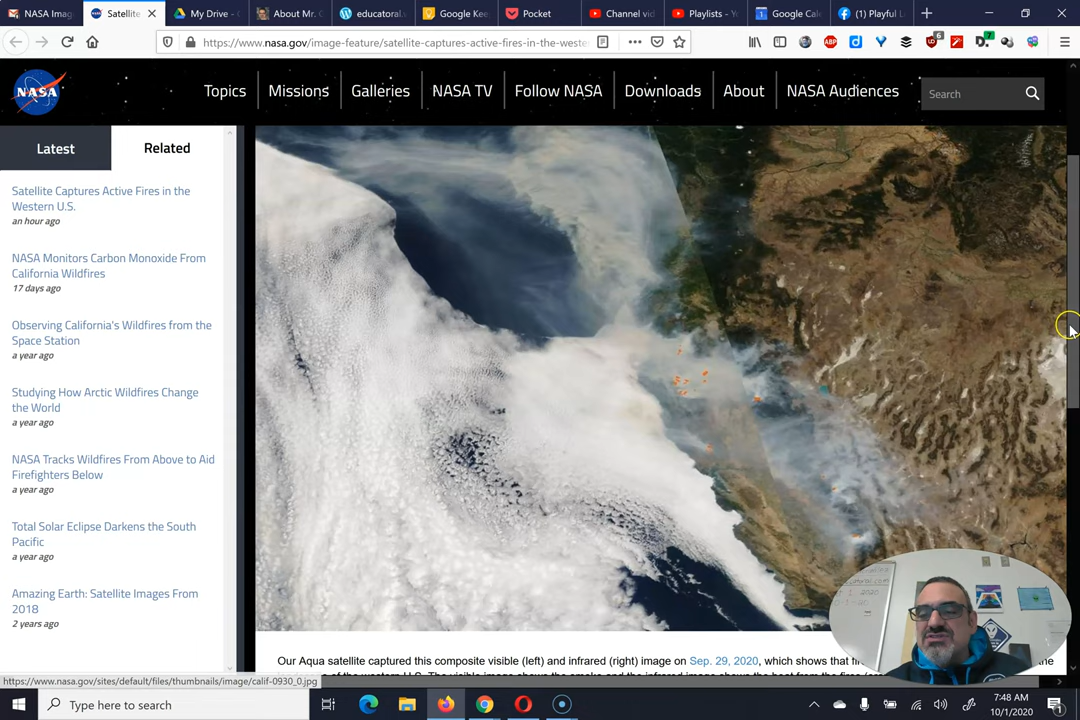 NASA Imag
Satellite
My Drive -
About Mr. C
educatoral.
Google Kee
Pocket
Channel vid
Playlists - Y
Google Cal
(1) Playful L
https://www.nasa.gov/image-feature/satellite-captures-active-fires-in-the-weste
ABP
6
7
NASA
Topics
Missions
Galleries
NASA TV
Follow NASA
Downloads
About
NASA Audiences
Search
Latest
Related
Satellite Captures Active Fires in the
Western U.S.
an hour ago
NASA Monitors Carbon Monoxide From
California Wildfires
17 days ago
Observing California's Wildfires from the
Space Station
a year ago
Studying How Arctic Wildfires Change
the World
a year ago
NASA Tracks Wildfires From Above to Aid
Firefighters Below
a year ago
Total Solar Eclipse Darkens the South
Pacific
a year ago
Amazing Earth: Satellite Images From
2018
2 years ago
Our Aqua satellite captured this composite visible (left) and infrared (right) image on Sep. 29, 2020, which shows that
https://www.nasa.gov/sites/default/files/thumbnails/image/calif-0930_0.jpg
Type here to search
7:48 AM
10/1/2020
1